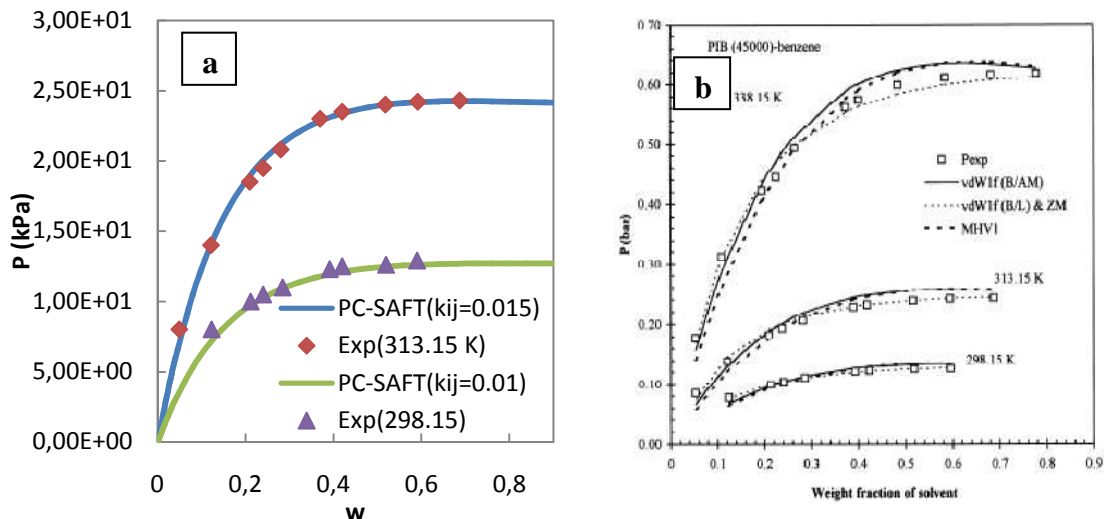 a
P (kPa)
3,00E+01
2,50E+01
2,00E+01
1,50E+01
1,00E+01
5,00E+00
0,00E+00
PC-SAFT(kij=0.015)
Exp(313.15 K)
PC-SAFT(kij=0.01)
Exp(298.15)
0 0,2 0,4 0,6 0,8
w
b
P (bar)
0.70
0.60
0.50
0.40
0.30
0.20
0.10
0.00
PIB (45000)-benzene
338.15 K
Pexp
vdW1f (B/AM)
vdW1f (B/L) & ZM
MHV1
313.15 K
298.15 K
0 0.1 0.2 0.3 0.4 0.5 0.6 0.7 0.8 0.9
Weight fraction of solvent